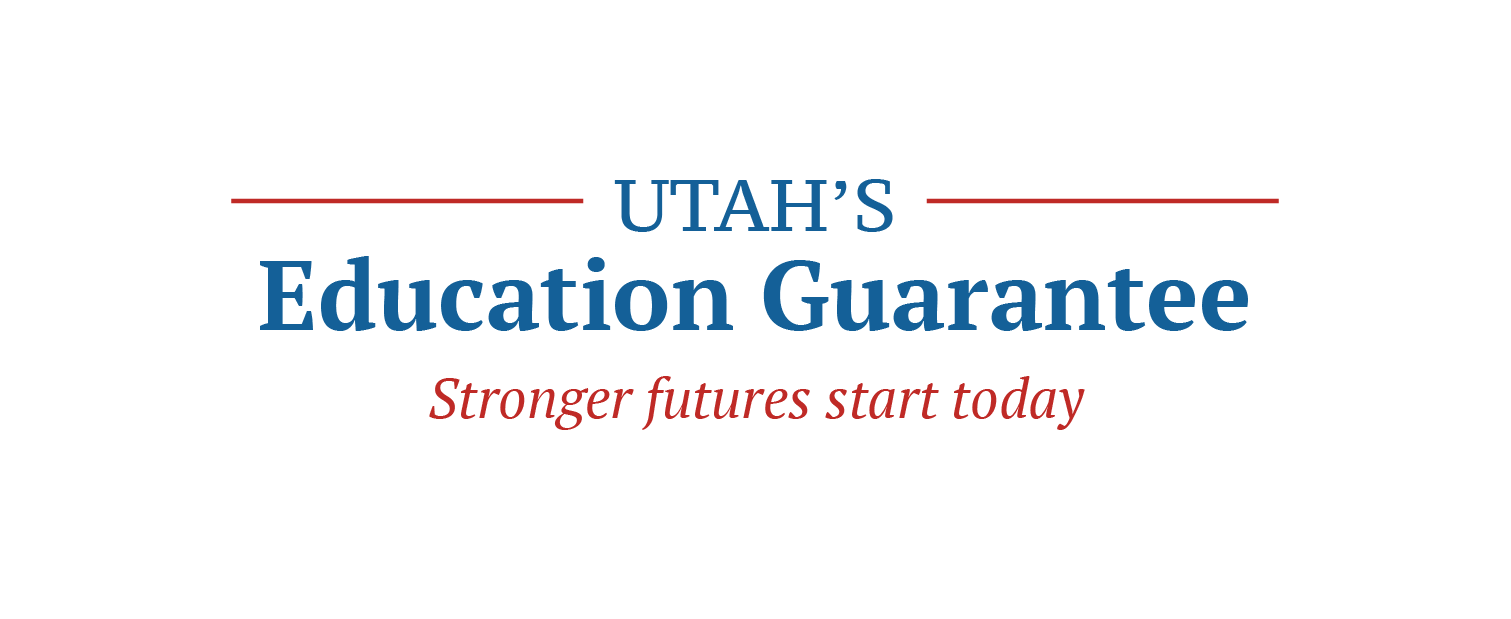 UTAH’S
Education Guarantee
Stronger futures start today